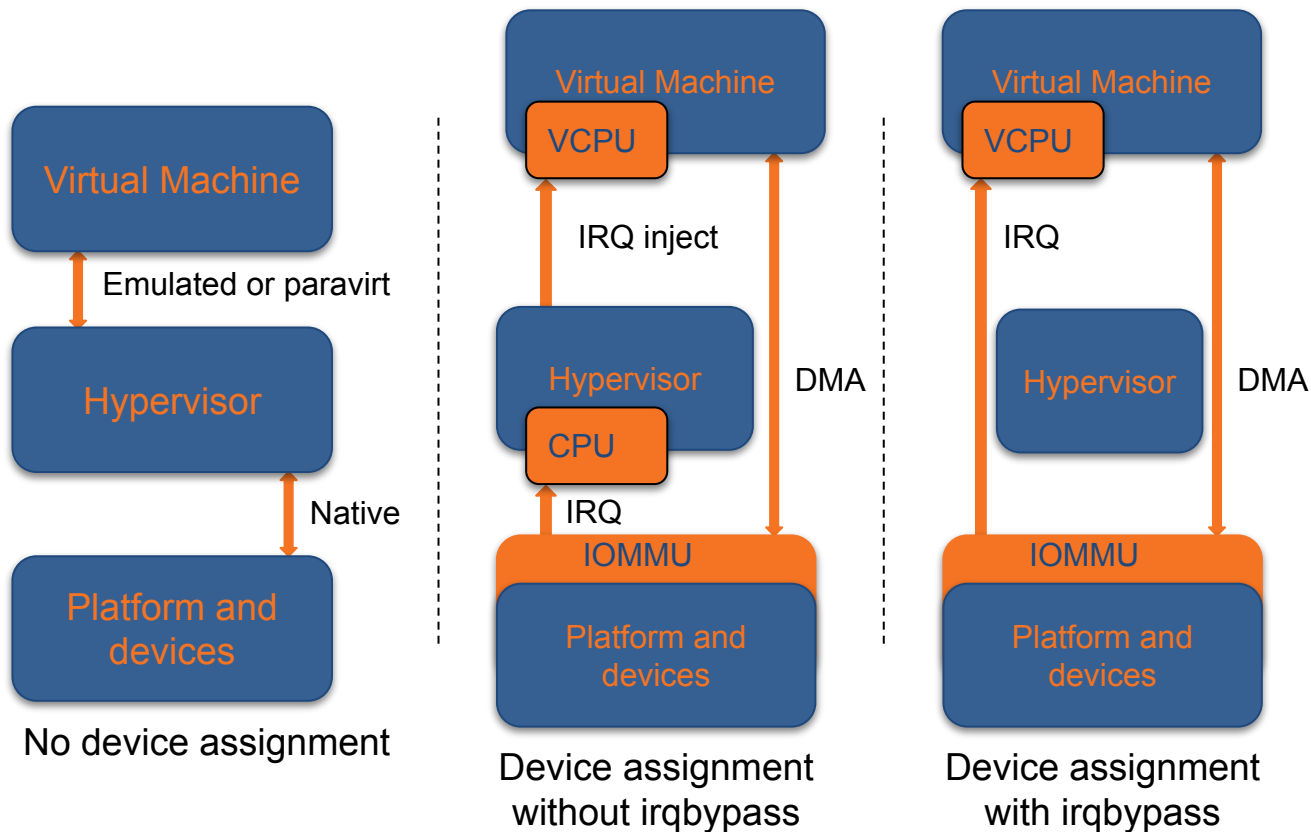 Virtual Machine
Emulated or paravirt
Hypervisor
Native
Platform and
devices
No device assignment
Virtual Machine
VCPU
IRQ inject
Hypervisor
DMA
CPU
IRQ
IOMMU
Platform and
devices
Device assignment
without irqbypass
Virtual Machine
VCPU
IRQ
Hypervisor
DMA
IOMMU
Platform and
devices
Device assignment
with irqbypass